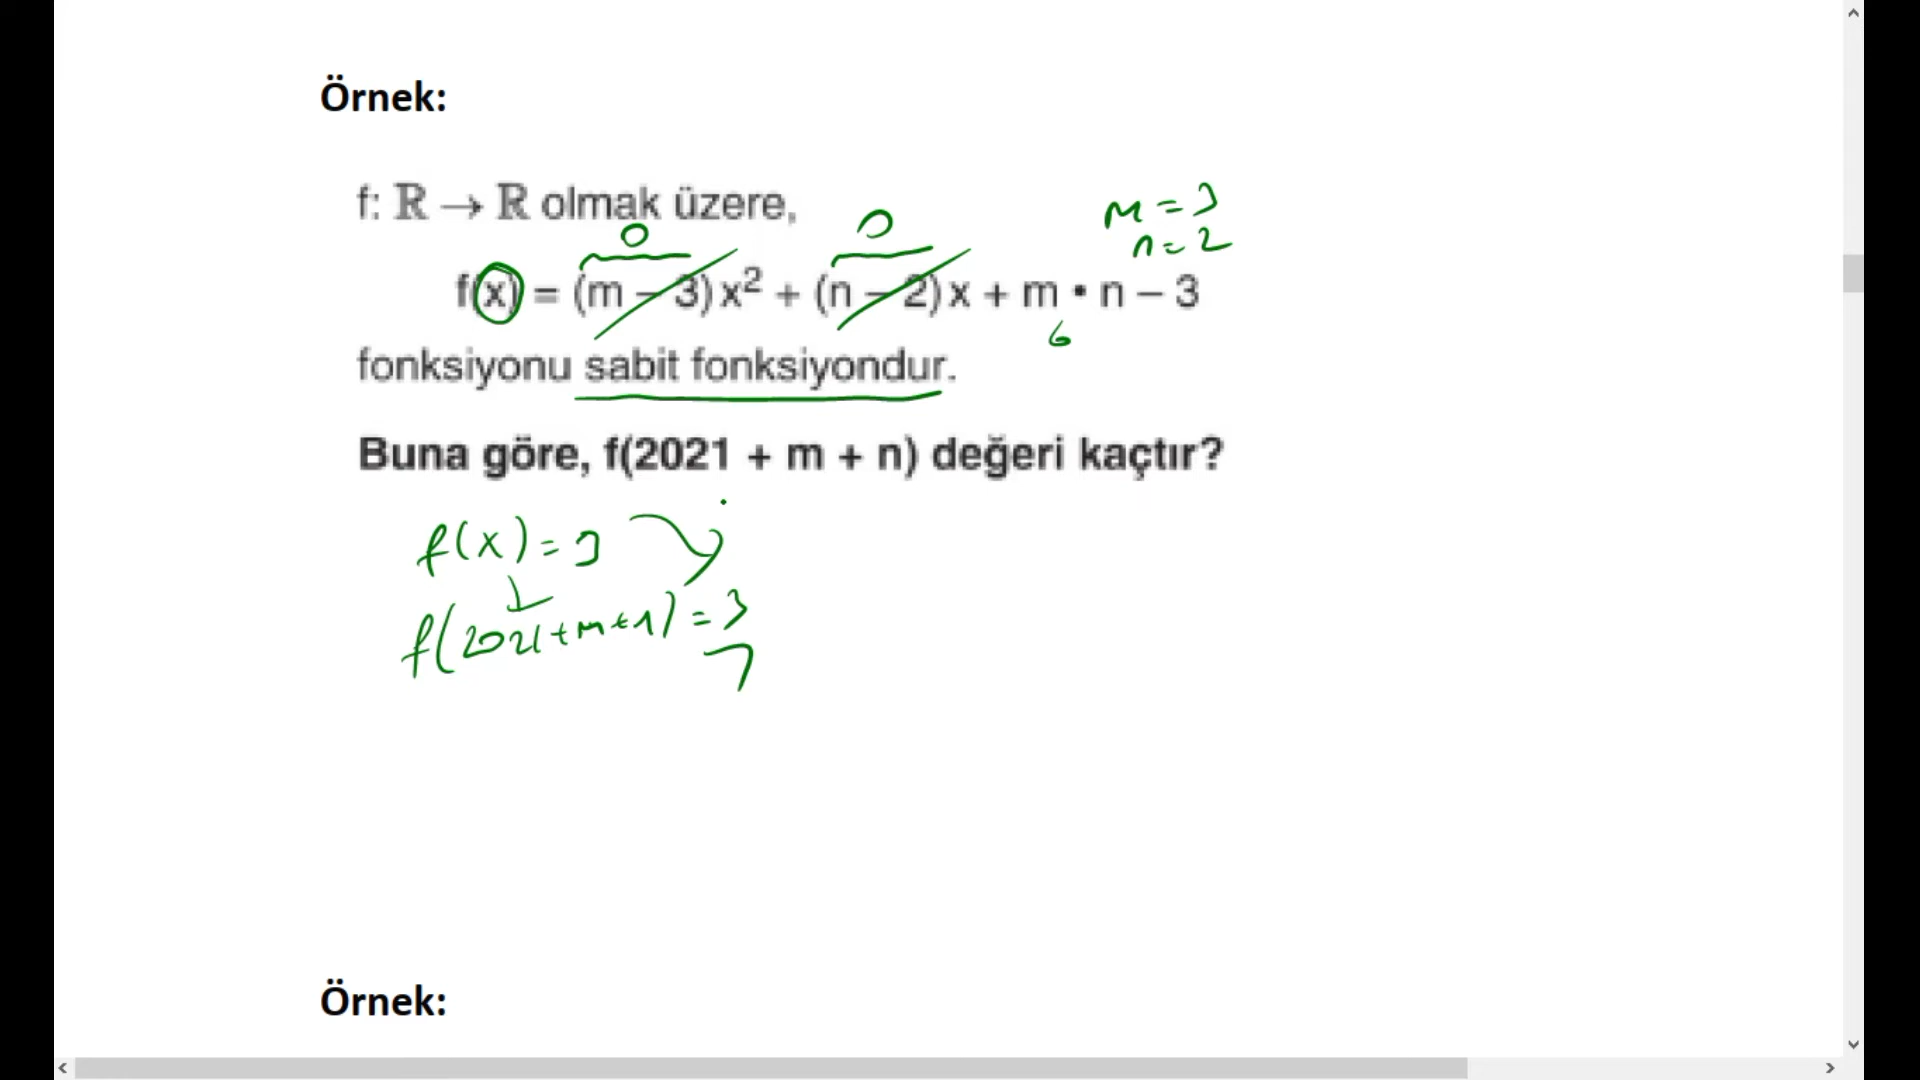 Örnek:
f: ℝ → ℝ olmak üzere,
0 0
m = 3
n = 2
f(x) = (m – 3)x² + (n – 2)x + m • n – 3
6
fonksiyonu sabit fonksiyondur.
Buna göre, f(2021 + m + n) değeri kaçtır?
f(x) = 3
f(2021+m+n) = 3
Örnek: